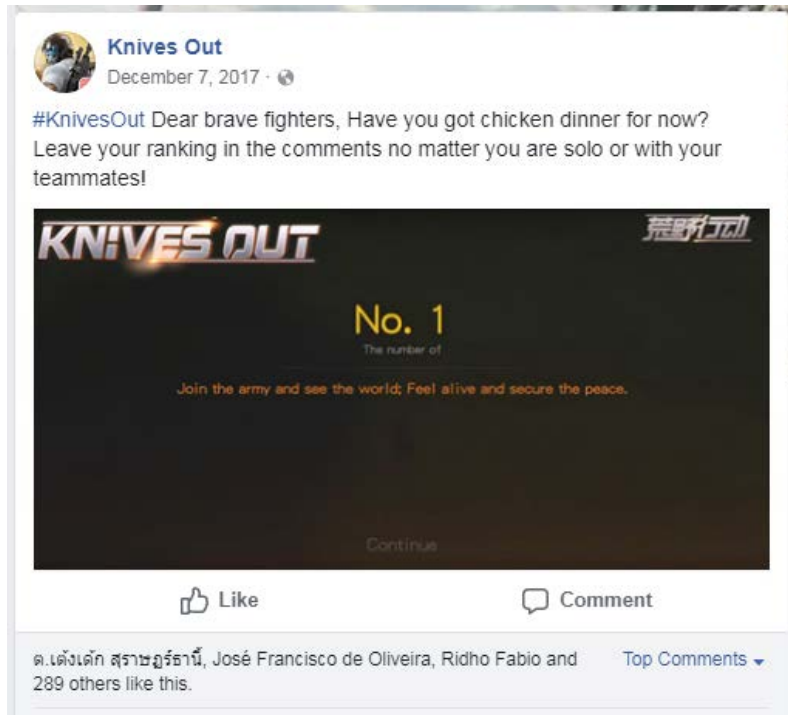 Knives Out
December 7, 2017 ·
#KnivesOut Dear brave fighters, Have you got chicken dinner for now?
Leave your ranking in the comments no matter you are solo or with your
teammates!
KNIVES OUT
荒野行动
No. 1
The number of
Join the army and see the world; Feel alive and secure the peace.
Continue
Like
Comment
ต.เต๋งเด้ก สุราษฎร์ธานี้, José Francisco de Oliveira, Ridho Fabio and
Top Comments
289 others like this.